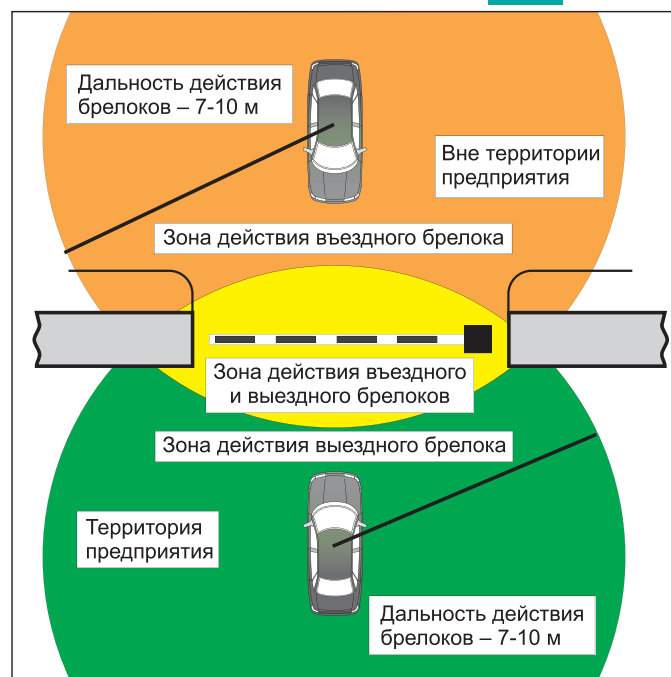 Дальность действия
брелоков – 7-10 м
Вне территории
предприятия
Зона действия въездного брелока
Зона действия въездного
и выездного брелоков
Зона действия выездного брелока
Территория
предприятия
Дальность действия
брелоков – 7-10 м